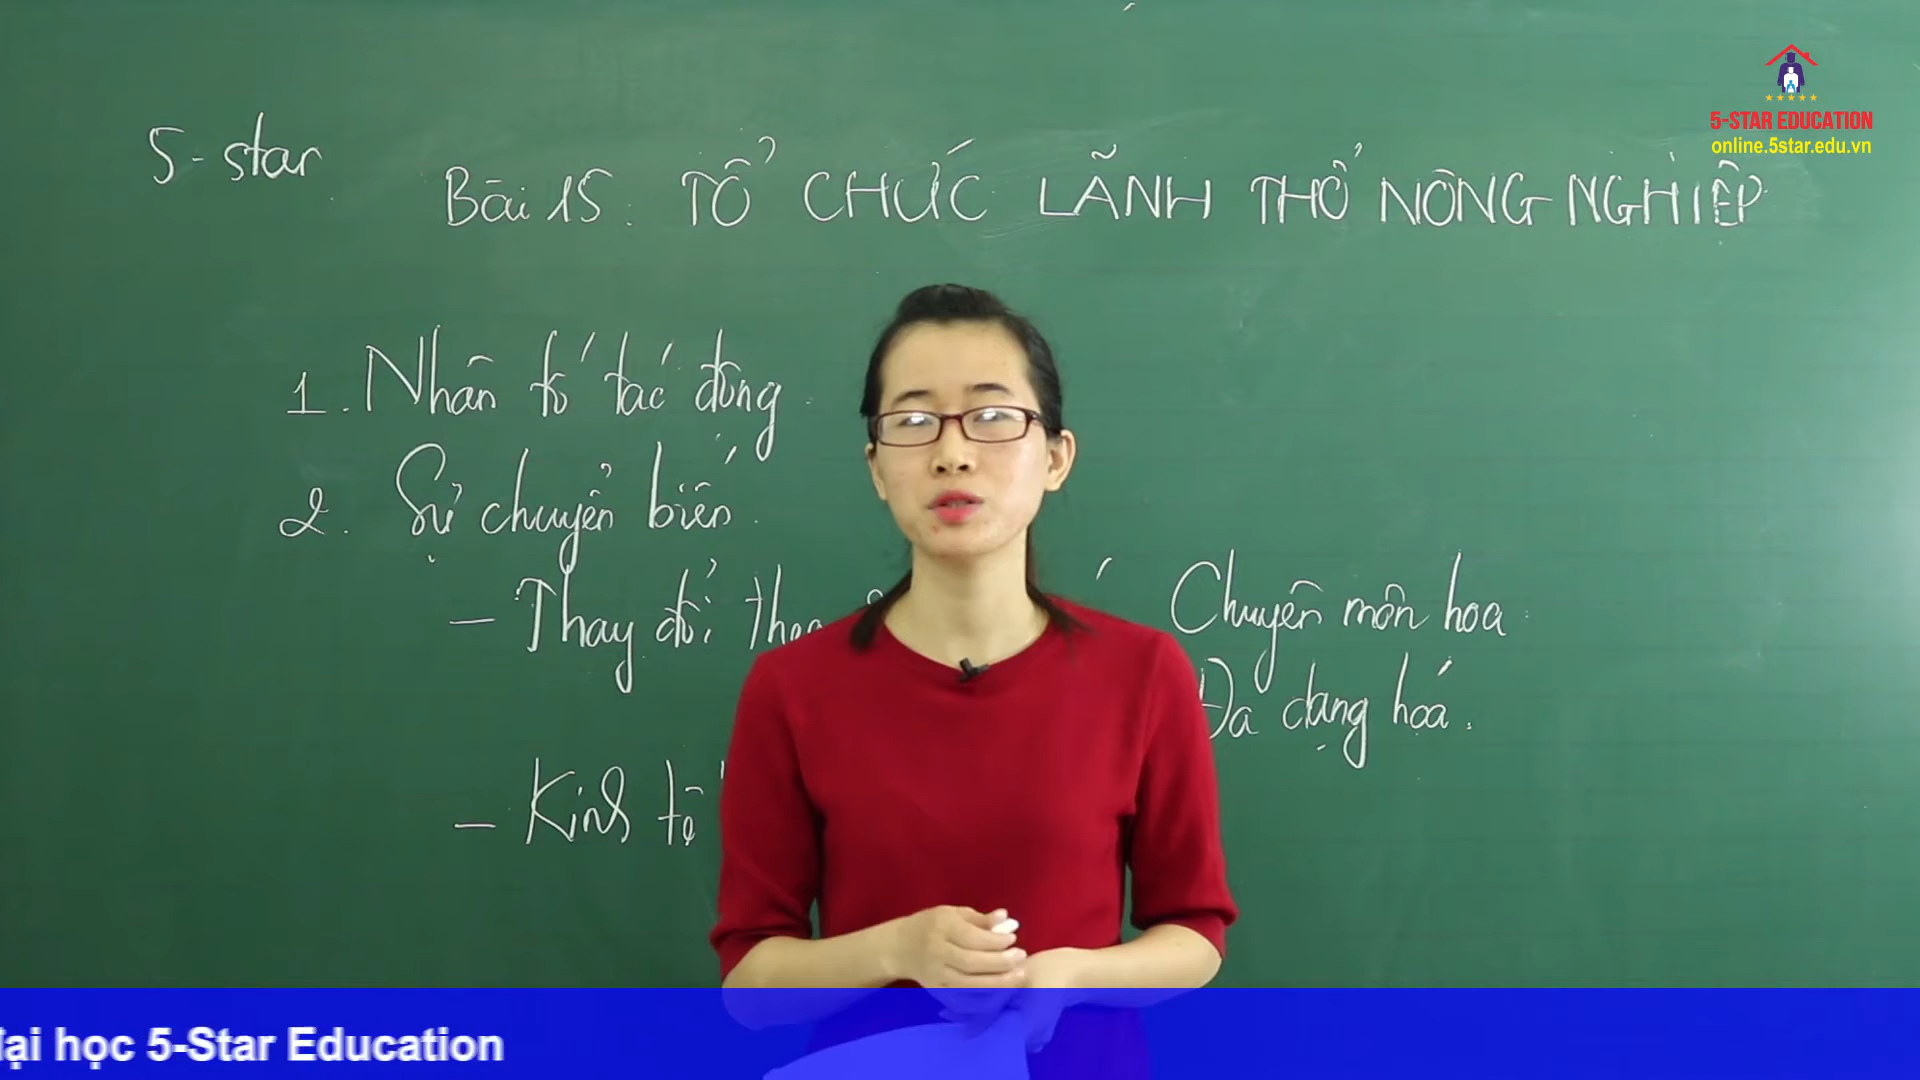 5-STAR EDUCATION
online.5star.edu.vn
5-star
Bài 15: TỔ CHỨC LÃNH THỔ NÔNG NGHIỆP
1. Nhân tố tác động
2. Sự chuyển biến
- Thay đổi theo
Chuyên môn hoa
Đa dạng hoá.
- Kinh tế
đại học 5-Star Education